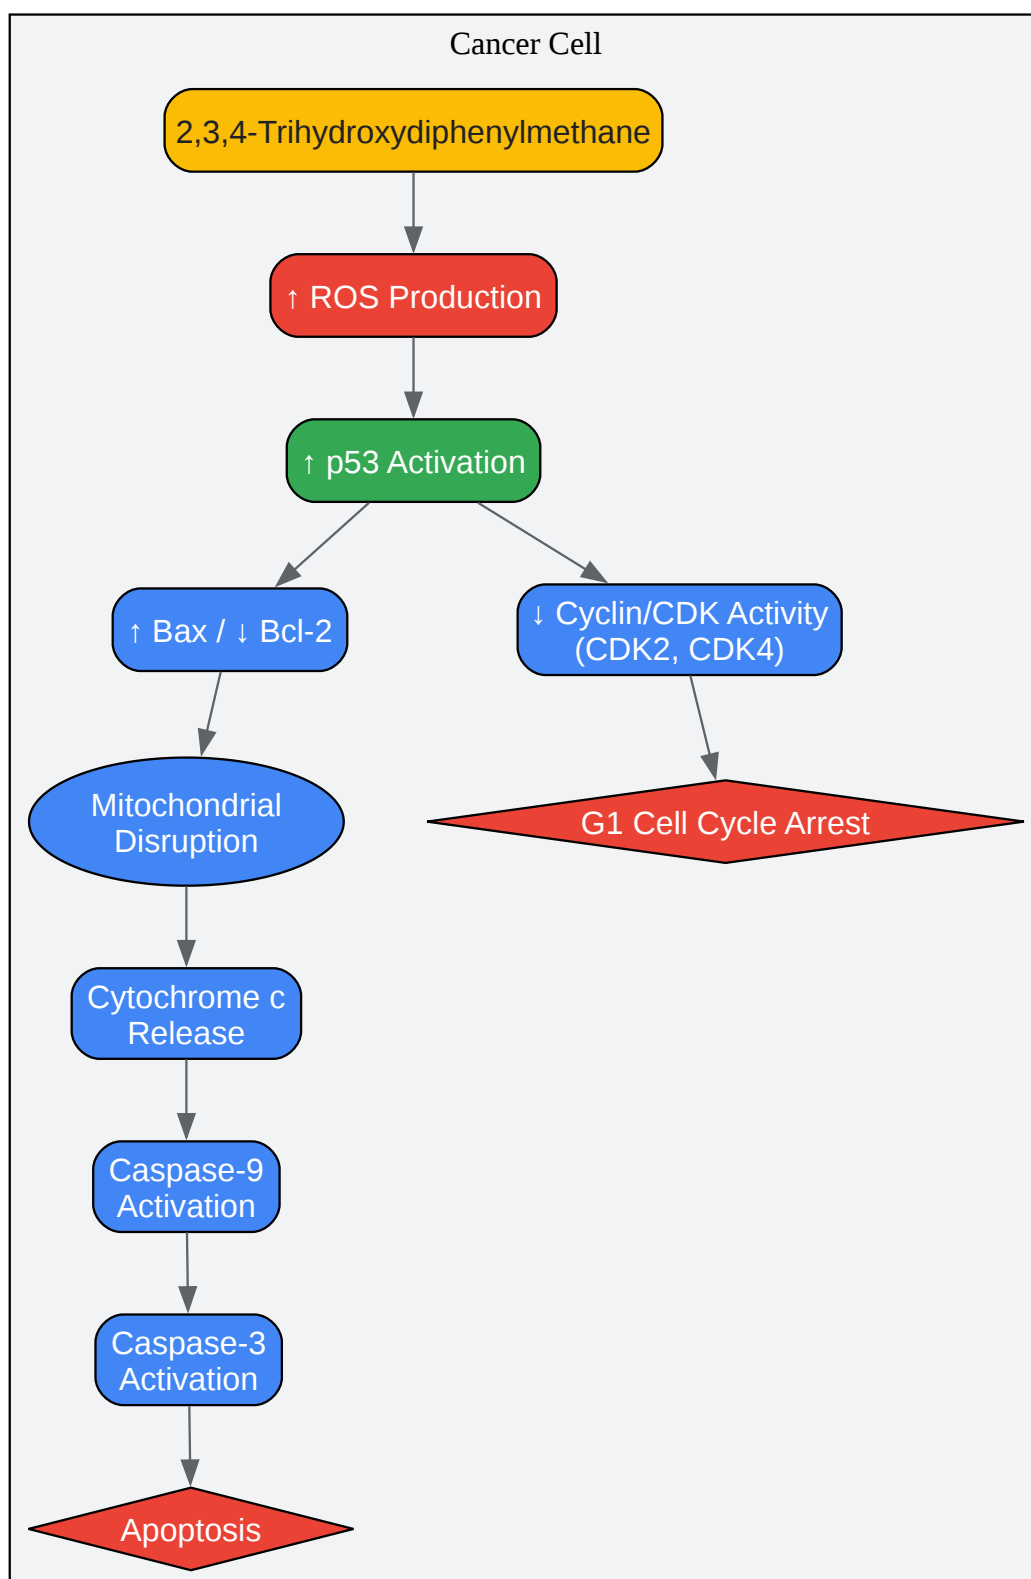 Cancer Cell
2,3,4-Trihydroxydiphenylmethane
↑ ROS Production
↑ p53 Activation
↑ Bax / ↓ Bcl-2
↓ Cyclin/CDK Activity
(CDK2, CDK4)
Mitochondrial
Disruption
G1 Cell Cycle Arrest
Cytochrome c
Release
Caspase-9
Activation
Caspase-3
Activation
Apoptosis